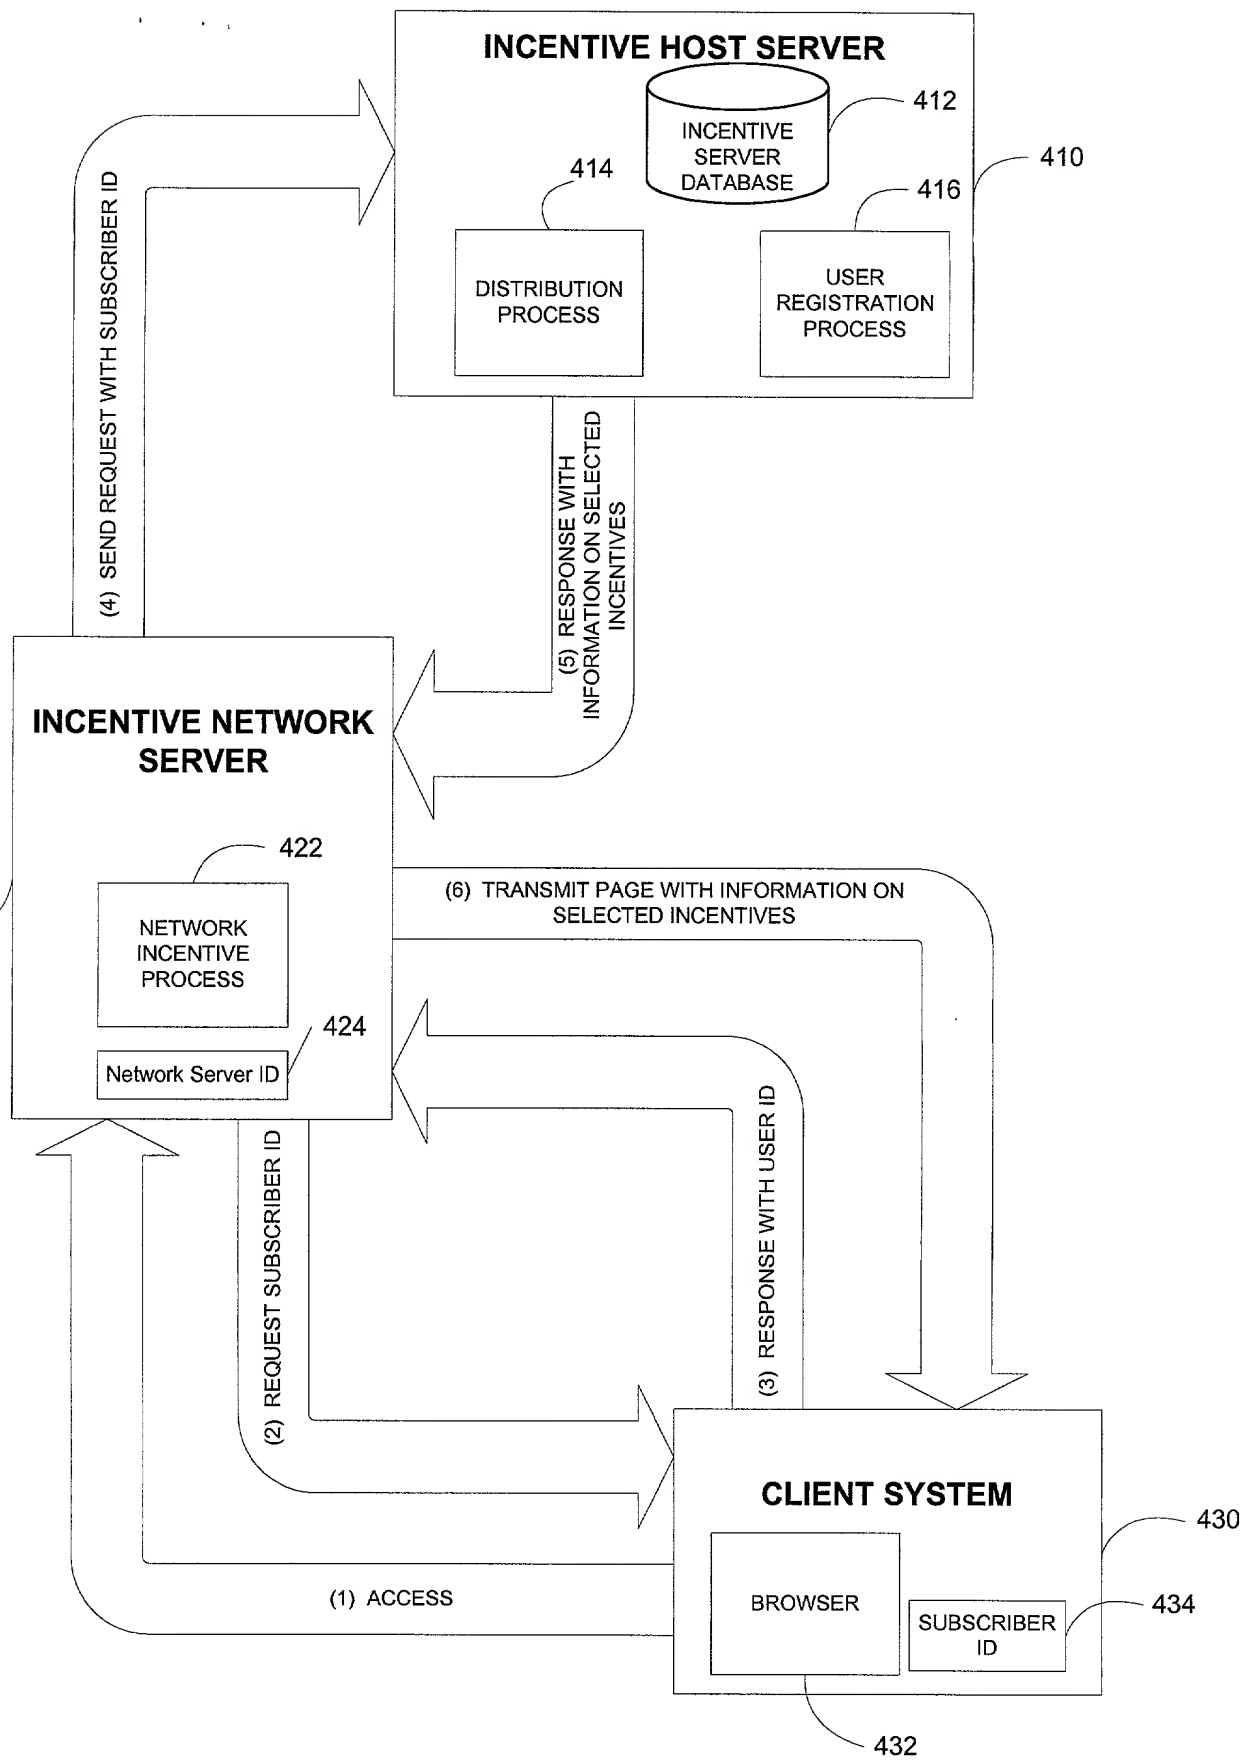 INCENTIVE HOST SERVER
412
INCENTIVE
SERVER
DATABASE
410
414
416
DISTRIBUTION
PROCESS
USER
REGISTRATION
PROCESS
(4) SEND REQUEST WITH SUBSCRIBER ID
(5) RESPONSE WITH
INFORMATION ON SELECTED
INCENTIVES
INCENTIVE NETWORK
SERVER
422
NETWORK
INCENTIVE
PROCESS
424
Network Server ID
(6) TRANSMIT PAGE WITH INFORMATION ON
SELECTED INCENTIVES
(2) REQUEST SUBSCRIBER ID
(3) RESPONSE WITH USER ID
CLIENT SYSTEM
430
(1) ACCESS
BROWSER
434
SUBSCRIBER
ID
432